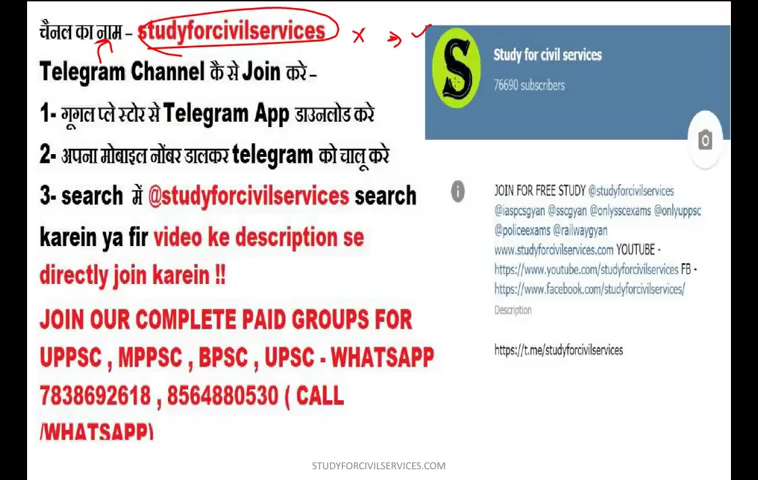 चैनल का नाम - studyforcivilservices
Telegram Channel कैसे Join करे -
1- गूगल प्ले स्टोर से Telegram App डाउनलोड करे
2- अपना मोबाइल नोंबर डालकर telegram को चालू करे
3- search में @studyforcivilservices search
karein ya fir video ke description se
directly join karein !!
JOIN OUR COMPLETE PAID GROUPS FOR
UPPSC , MPPSC , BPSC , UPSC - WHATSAPP
7838692618 , 8564880530 ( CALL
/WHATSAPP)
S
Study for civil services
76690 subscribers
JOIN FOR FREE STUDY @studyforcivilservices
@iaspcsgyan @sscgyan @onlysscexams @onlyuppsc
@policeexams @railwaygyan
www.studyforcivilservices.com YOUTUBE -
https://www.youtube.com/studyforcivilservices FB -
https://www.facebook.com/studyforcivilservices/
Description
https://t.me/studyforcivilservices
STUDYFORCIVILSERVICES.COM